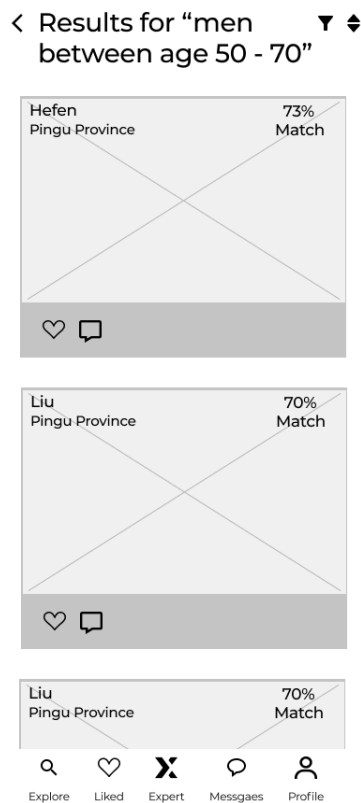 Results for “men
between age 50 - 70”
Hefen
73%
Pingu Province
Match
Liu
70%
Pingu Province
Match
Liu
70%
Pingu Province
Match
Explore
Liked
Expert
Messgaes
Profile